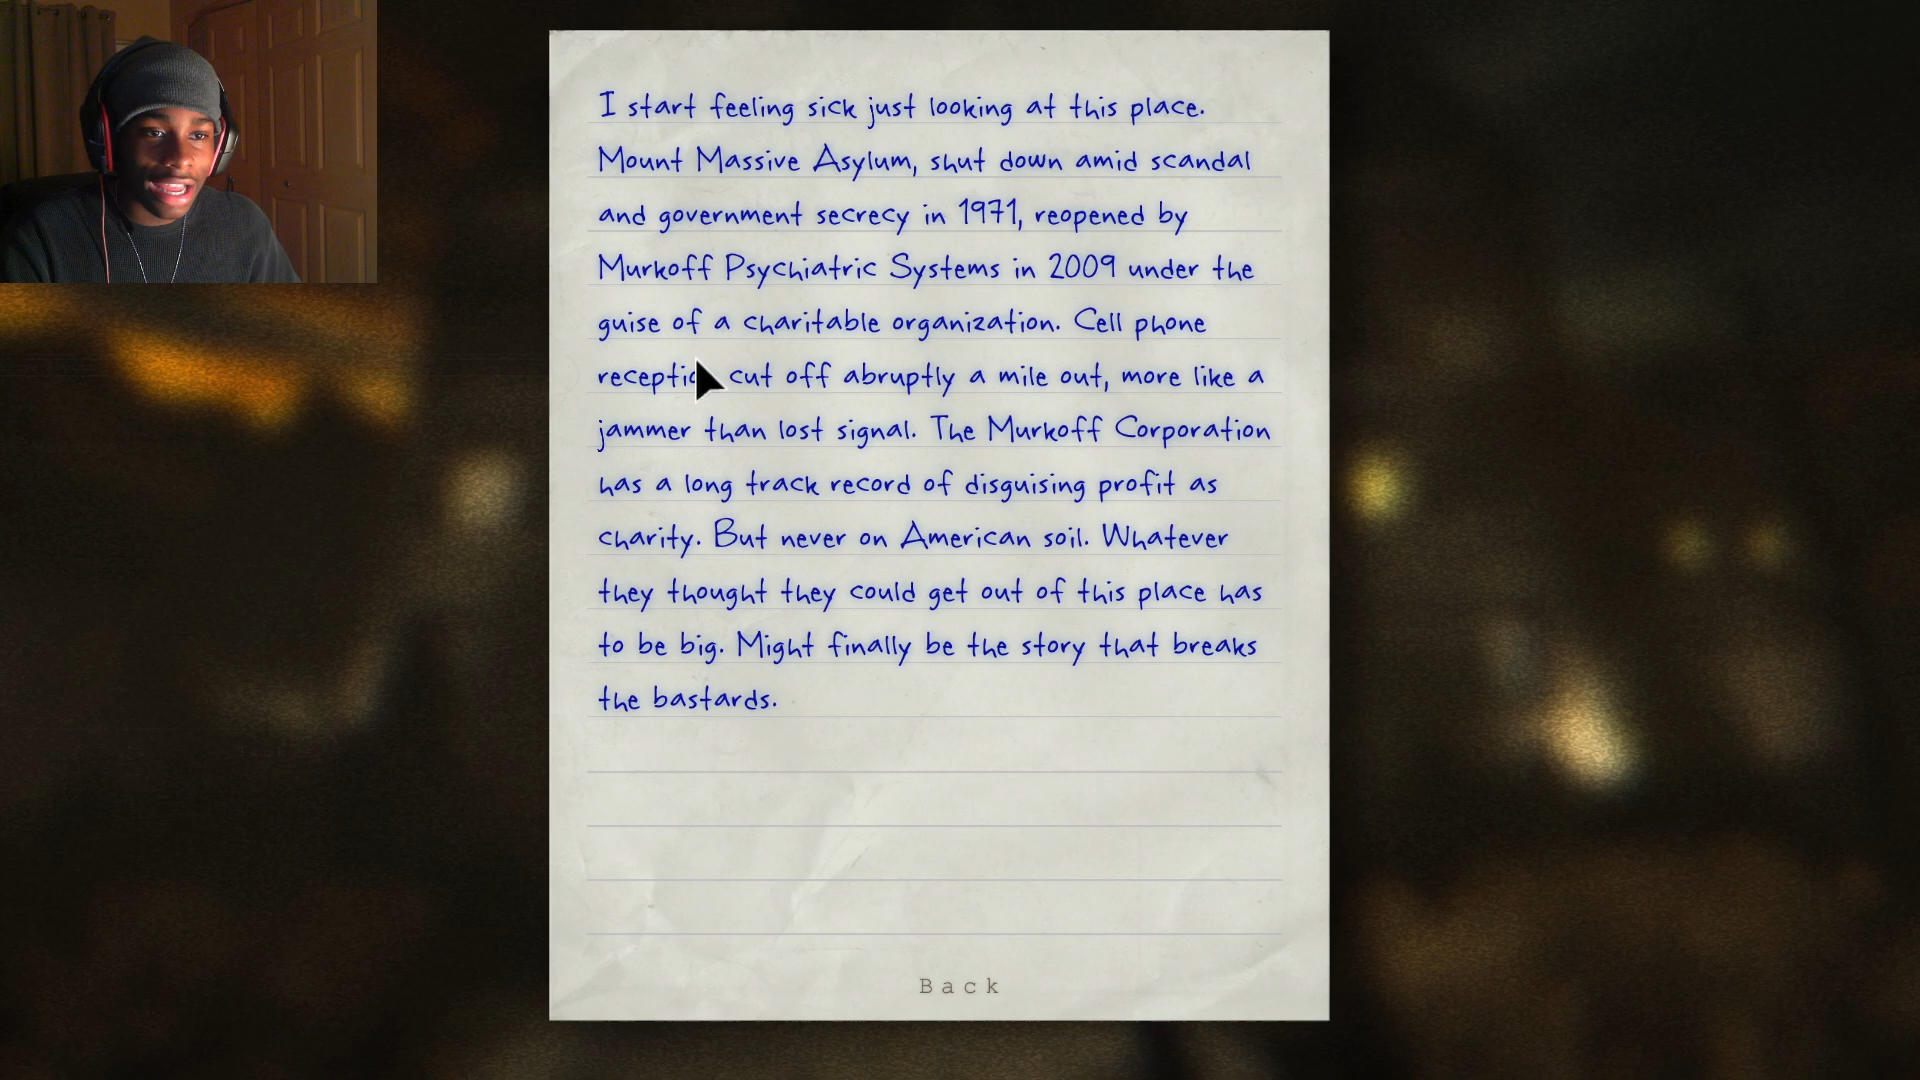 I start feeling sick just looking at this place.
Mount Massive Asylum, shut down amid scandal
and government secrecy in 1971, reopened by
Murkoff Psychiatric Systems in 2009 under the
guise of a charitable organization. Cell phone
reception cut off abruptly a mile out, more like a
jammer than lost signal. The Murkoff Corporation
has a long track record of disguising profit as
charity. But never on American soil. Whatever
they thought they could get out of this place has
to be big. Might finally be the story that breaks
the bastards.
Back